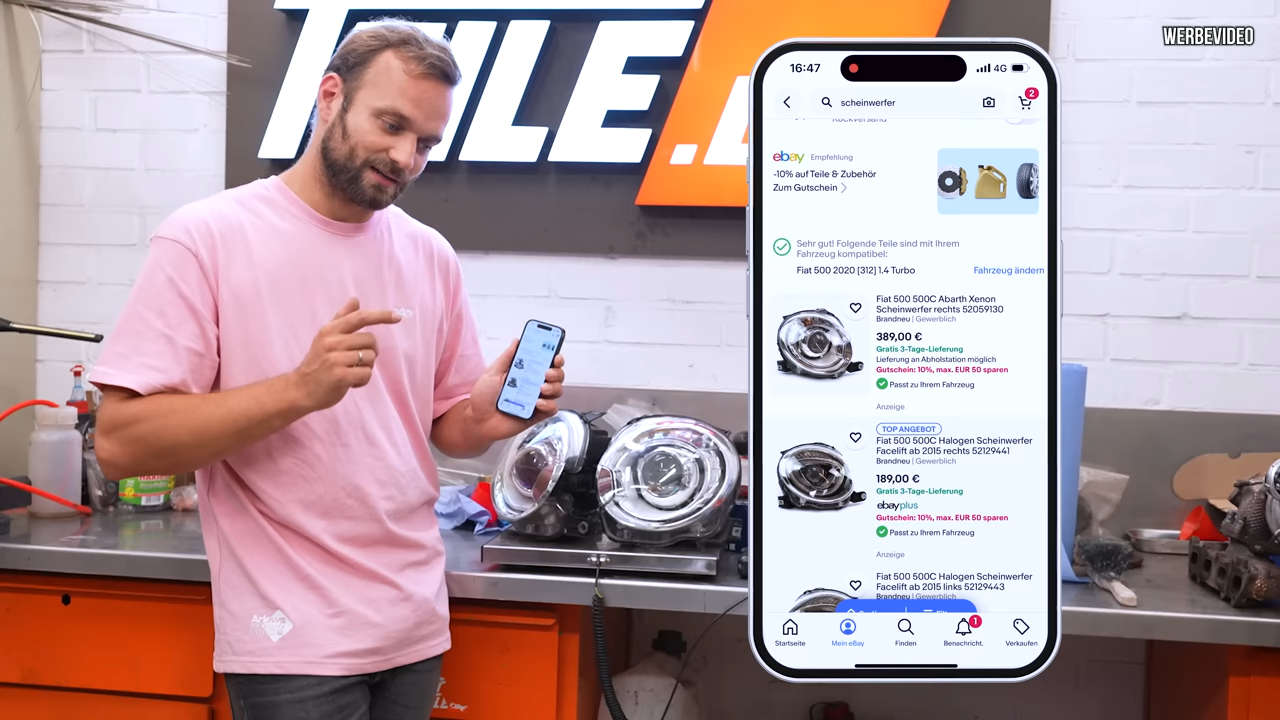 WERBEVIDEO
TEILE.
16:47
4G
scheinwerfer
2
Rückversand
ebay Empfehlung
-10% auf Teile & Zubehör
Zum Gutschein
Sehr gut! Folgende Teile sind mit Ihrem
Fahrzeug kompatibel:
Fiat 500 2020 [312] 1.4 Turbo
Fahrzeug ändern
Fiat 500 500C Abarth Xenon
Scheinwerfer rechts 52059130
Brandneu | Gewerblich
389,00 €
Gratis 3-Tage-Lieferung
Lieferung an Abholstation möglich
Gutschein: 10%, max. EUR 50 sparen
Passt zu Ihrem Fahrzeug
Anzeige
TOP ANGEBOT
Fiat 500 500C Halogen Scheinwerfer
Facelift ab 2015 rechts 52129441
Brandneu | Gewerblich
189,00 €
Gratis 3-Tage-Lieferung
ebayplus
Gutschein: 10%, max. EUR 50 sparen
Passt zu Ihrem Fahrzeug
Anzeige
Fiat 500 500C Halogen Scheinwerfer
Facelift ab 2015 links 52129443
Brandneu | Gewerblich
Startseite
Mein eBay
Finden
1
Benachricht.
Verkaufen